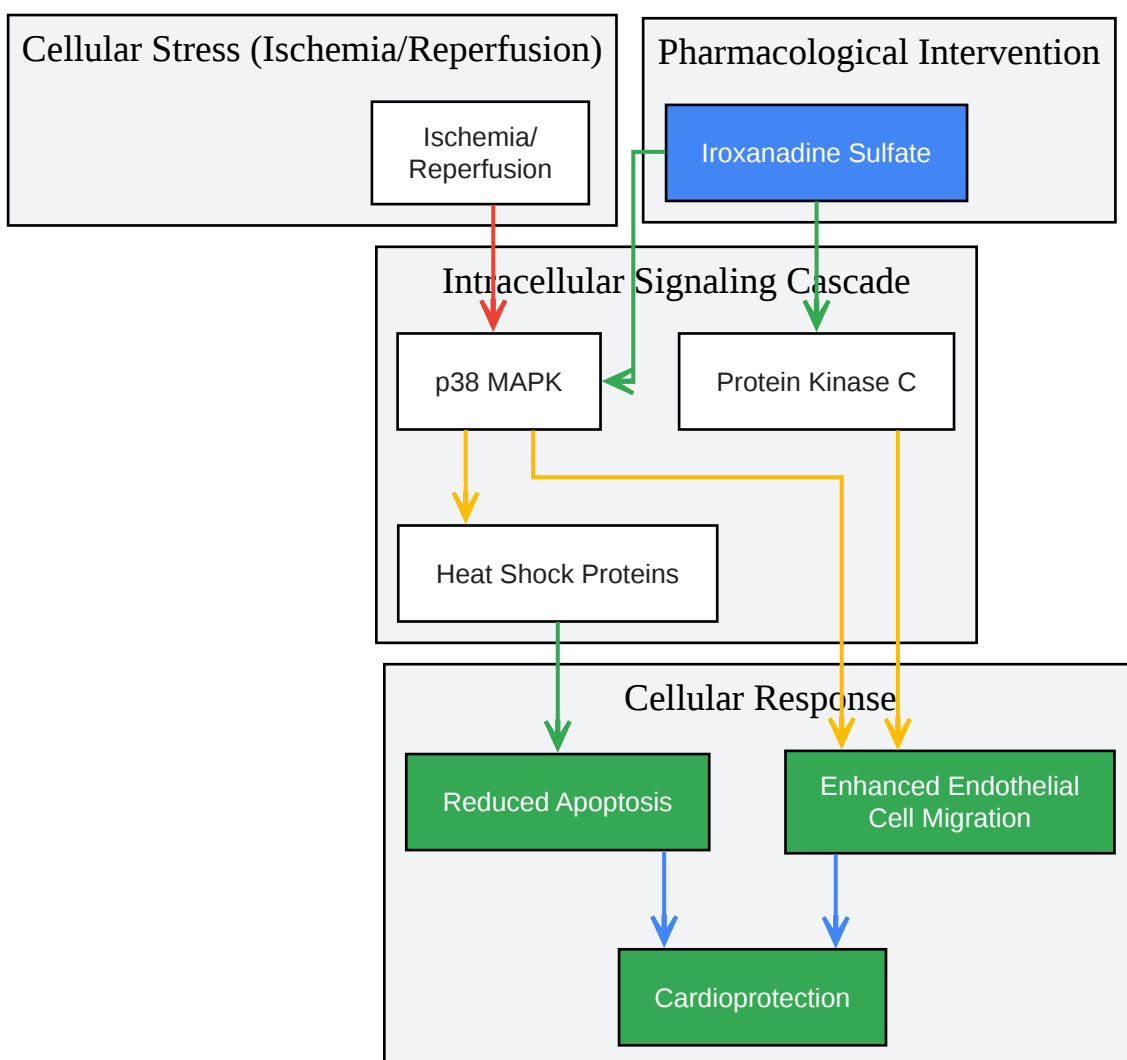 Cellular Stress (Ischemia/Reperfusion)
Pharmacological Intervention
Ischemia/
Reperfusion
Iroxanadine Sulfate
Intracellular Signaling Cascade
p38 MAPK
Protein Kinase C
Heat Shock Proteins
Cellular Response
Reduced Apoptosis
Enhanced Endothelial
Cell Migration
Cardioprotection